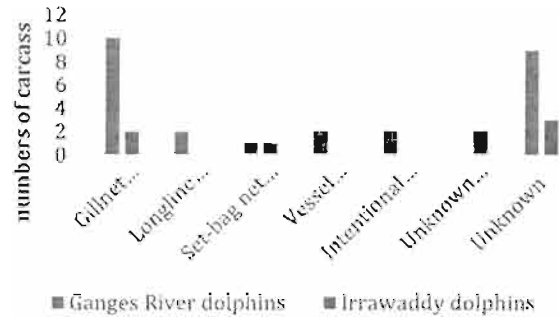 numbers of carcass
12
10
8
6
4
2
0
Gillnet...
Longline...
Set-bag net...
Vessel...
Intentional...
Unknown...
Unknown
Ganges River dolphins
Irrawaddy dolphins